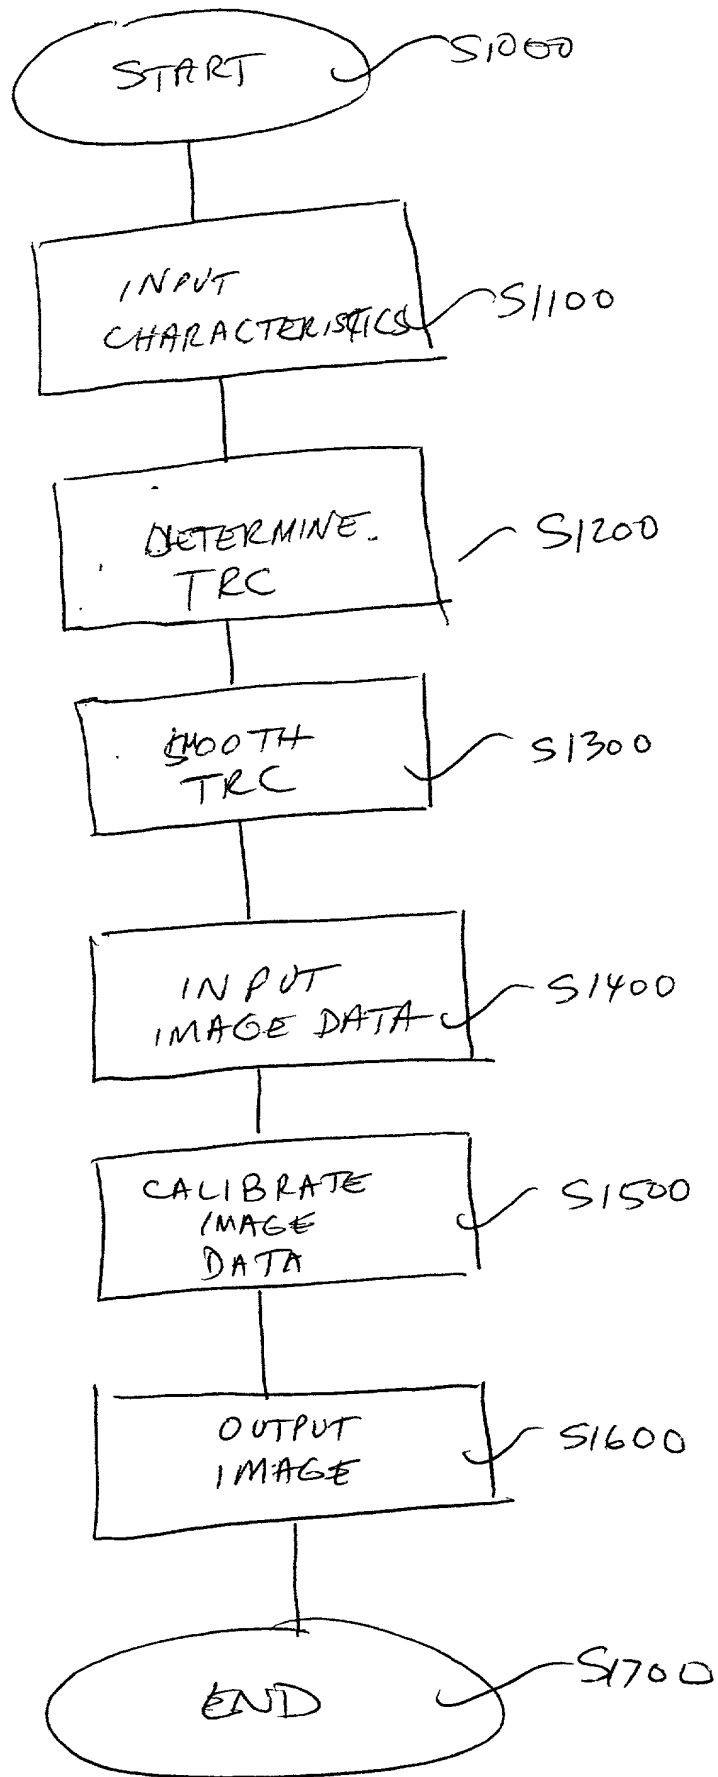 START
S1000
INPUT
CHARACTERISTICS
S1100
DETERMINE
TRC
S1200
SMOOTH
TRC
S1300
INPUT
IMAGE DATA
S1400
CALIBRATE
IMAGE
DATA
S1500
OUTPUT
IMAGE
S1600
END
S1700